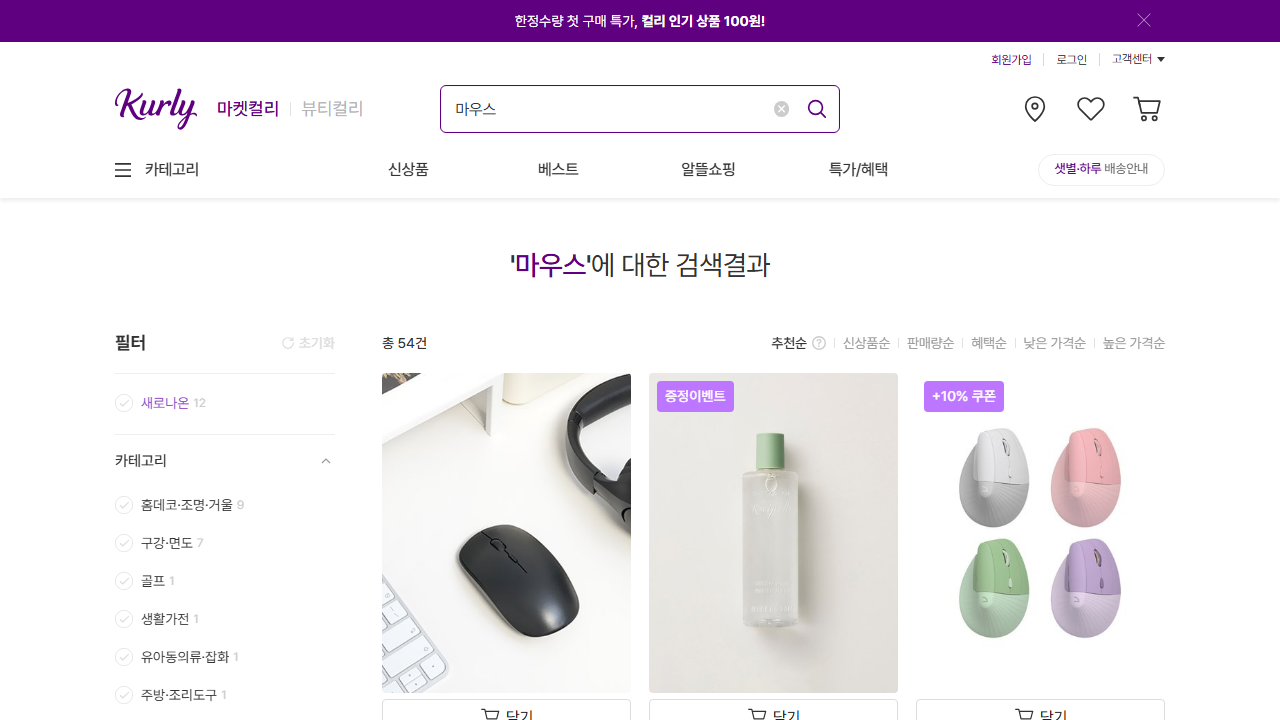 한정수량 첫 구매 특가, 컬리 인기 상품 100원!
회원가입 로그인 고객센터
Kurly 마켓컬리 뷰티컬리
마우스
카테고리 신상품 베스트 알뜰쇼핑 특가/혜택 샛별·하루 배송안내
'마우스'에 대한 검색결과
필터 초기화
총 54건 추천순 신상품순 판매량순 혜택순 낮은 가격순 높은 가격순
새로나온 12
카테고리
홈데코·조명·거울 9
구강·면도 7
골프 1
생활가전 1
유아동의류·잡화 1
주방·조리도구 1
증정이벤트
+10% 쿠폰
담기 담기 담기